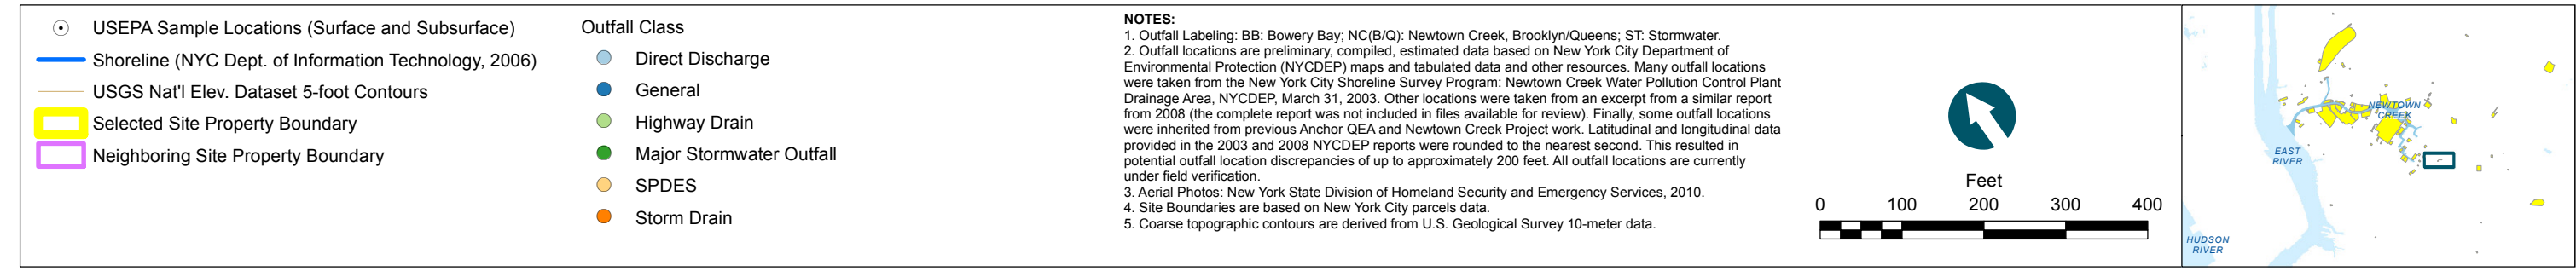 USEPA Sample Locations (Surface and Subsurface)
Shoreline (NYC Dept. of Information Technology, 2006)
USGS Nat'l Elev. Dataset 5-foot Contours
Selected Site Property Boundary
Neighboring Site Property Boundary
Outfall Class
Direct Discharge
General
Highway Drain
Major Stormwater Outfall
SPDES
Storm Drain
NOTES:
1. Outfall Labeling: BB: Bowery Bay; NC(B/Q): Newtown Creek, Brooklyn/Queens; ST: Stormwater.
2. Outfall locations are preliminary, compiled, estimated data based on New York City Department of
Environmental Protection (NYCDEP) maps and tabulated data and other resources. Many outfall locations
were taken from the New York City Shoreline Survey Program: Newtown Creek Water Pollution Control Plant
Drainage Area, NYCDEP, March 31, 2003. Other locations were taken from an excerpt from a similar report
from 2008 (the complete report was not included in files available for review). Finally, some outfall locations
were inherited from previous Anchor QEA and Newtown Creek Project work. Latitudinal and longitudinal data
provided in the 2003 and 2008 NYCDEP reports were rounded to the nearest second. This resulted in
potential outfall location discrepancies of up to approximately 200 feet. All outfall locations are currently
under field verification.
3. Aerial Photos: New York State Division of Homeland Security and Emergency Services, 2010.
4. Site Boundaries are based on New York City parcels data.
5. Coarse topographic contours are derived from U.S. Geological Survey 10-meter data.
Feet
0 100 200 300 400
NEWTOWN
CREEK
EAST
RIVER
HUDSON
RIVER